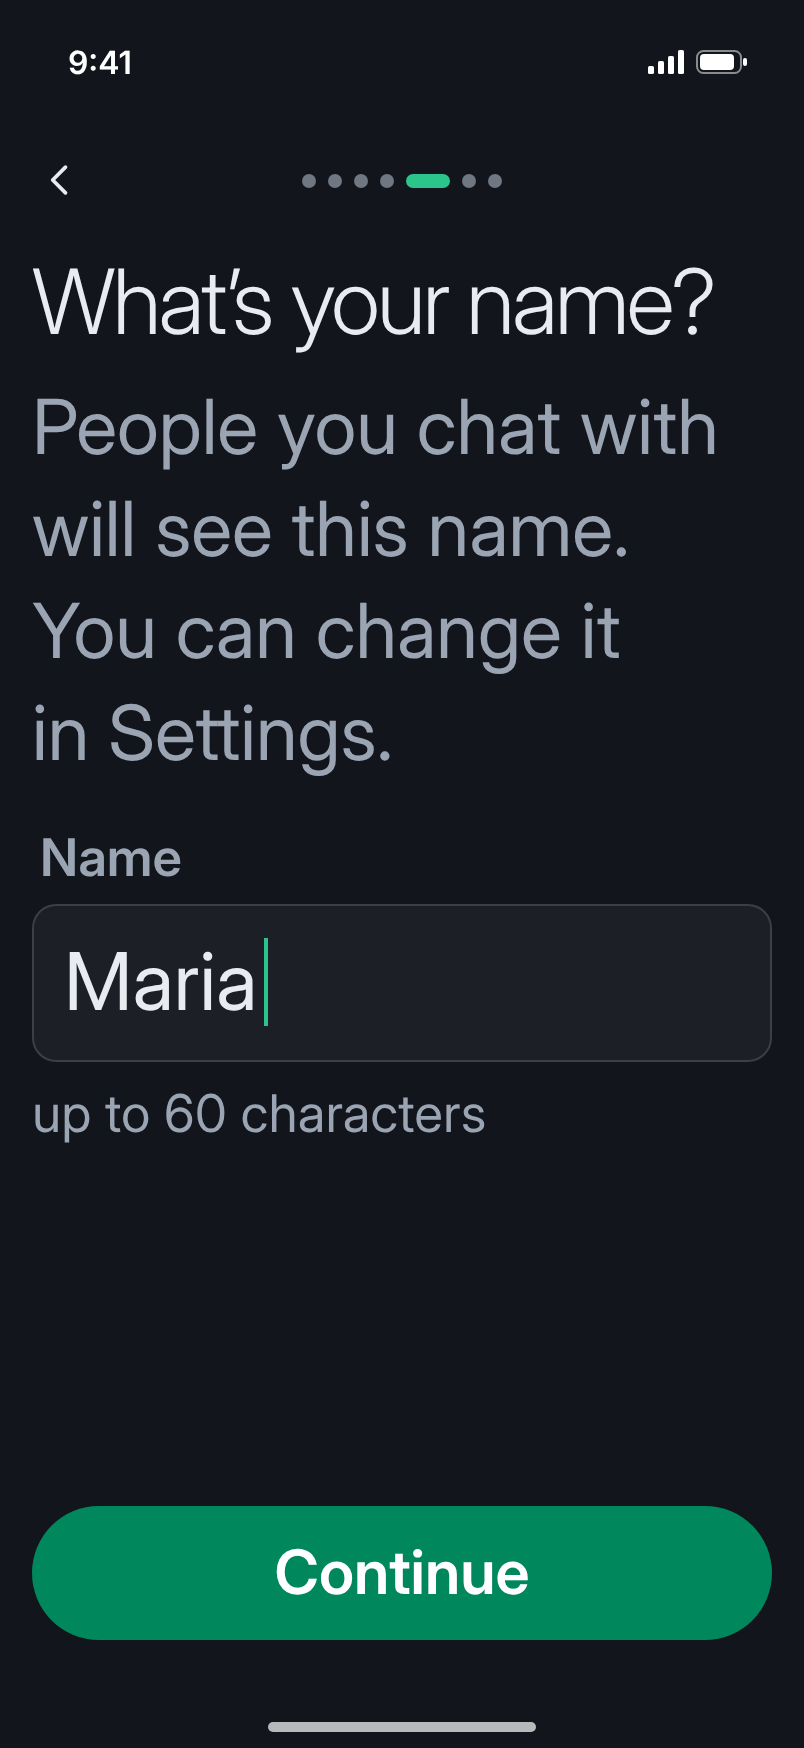 9:41
What's your name?
People you chat with
will see this name.
You can change it
in Settings.
Name
Maria
up to 60 characters
Continue